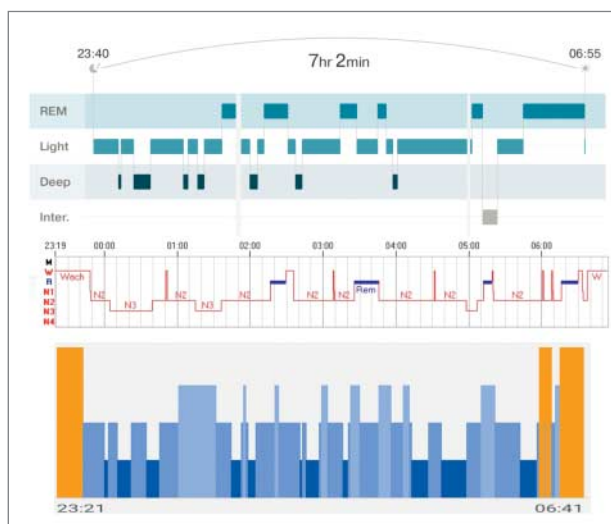 23:40 7hr 2min 06:55
REM
Light
Deep
Inter.
23:19 00:00 01:00 02:00 03:00 04:00 05:00 06:00
M
W Wach W
R
N1 Rem
N2 N2 N2 N2 N2 N2 N2 N2 N2
N3 N3 N3
N4
23:21 06:41